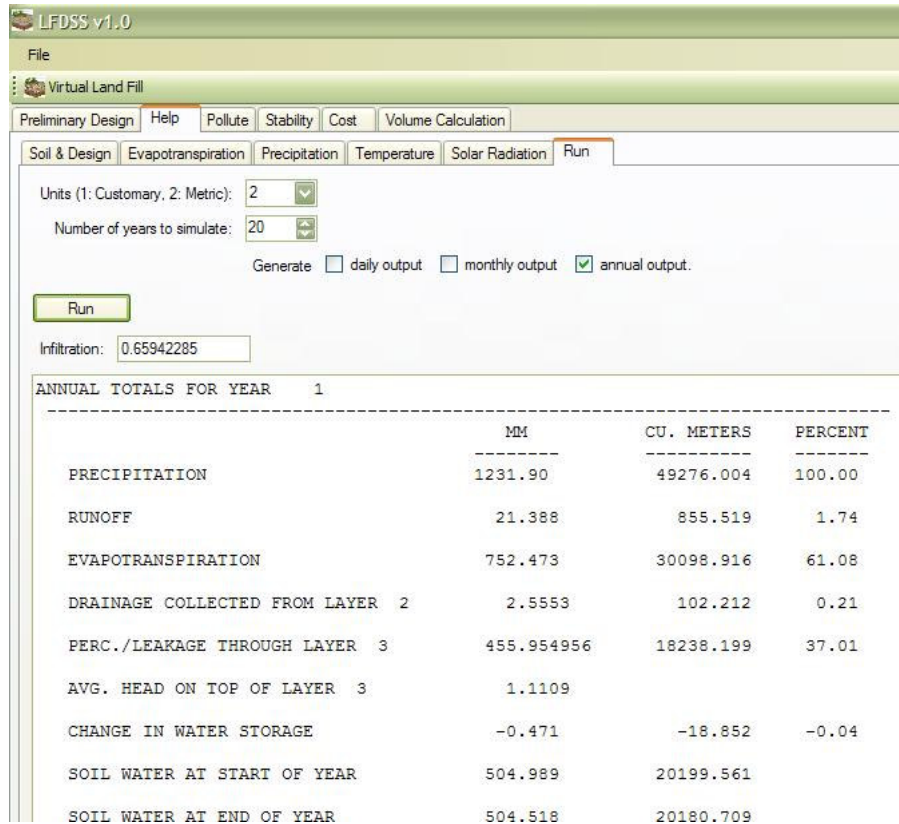 LFDSS v1.0
File
Virtual Land Fill
Preliminary Design Help Pollute Stability Cost Volume Calculation
Soil & Design Evapotranspiration Precipitation Temperature Solar Radiation Run
Units (1: Customary, 2: Metric): 2
Number of years to simulate: 20
Generate daily output monthly output annual output.
Run
Infiltration: 0.65942285
ANNUAL TOTALS FOR YEAR 1
-------------------------------------------------------------------------------
MM CU. METERS PERCENT
-------- ---------- -------
PRECIPITATION 1231.90 49276.004 100.00
RUNOFF 21.388 855.519 1.74
EVAPOTRANSPIRATION 752.473 30098.916 61.08
DRAINAGE COLLECTED FROM LAYER 2 2.5553 102.212 0.21
PERC./LEAKAGE THROUGH LAYER 3 455.954956 18238.199 37.01
AVG. HEAD ON TOP OF LAYER 3 1.1109
CHANGE IN WATER STORAGE -0.471 -18.852 -0.04
SOIL WATER AT START OF YEAR 504.989 20199.561
SOIL WATER AT END OF YEAR 504.518 20180.709